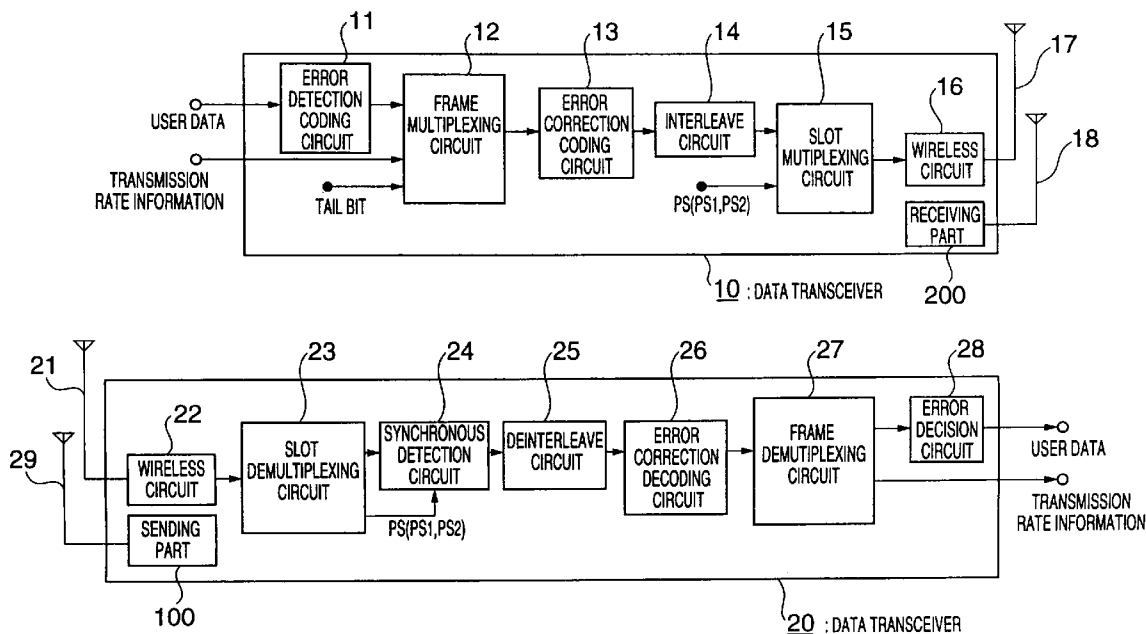 11
12
13
14
15
17
16
18
ERROR
DETECTION
CODING
CIRCUIT
FRAME
MULTIPLEXING
CIRCUIT
ERROR
CORRECTION
CODING
CIRCUIT
INTERLEAVE
CIRCUIT
SLOT
MUTIPLEXING
CIRCUIT
WIRELESS
CIRCUIT
USER DATA
TRANSMISSION
RATE INFORMATION
TAIL BIT
PS(PS1,PS2)
RECEIVING
PART
10 : DATA TRANSCEIVER
200
21
22
23
24
25
26
27
28
29
WIRELESS
CIRCUIT
SLOT
DEMULTIPLEXING
CIRCUIT
SYNCHRONOUS
DETECTION
CIRCUIT
DEINTERLEAVE
CIRCUIT
ERROR
CORRECTION
DECODING
CIRCUIT
FRAME
DEMUTIPLEXING
CIRCUIT
ERROR
DECISION
CIRCUIT
USER DATA
TRANSMISSION
RATE INFORMATION
PS(PS1,PS2)
SENDING
PART
100
20 : DATA TRANSCEIVER